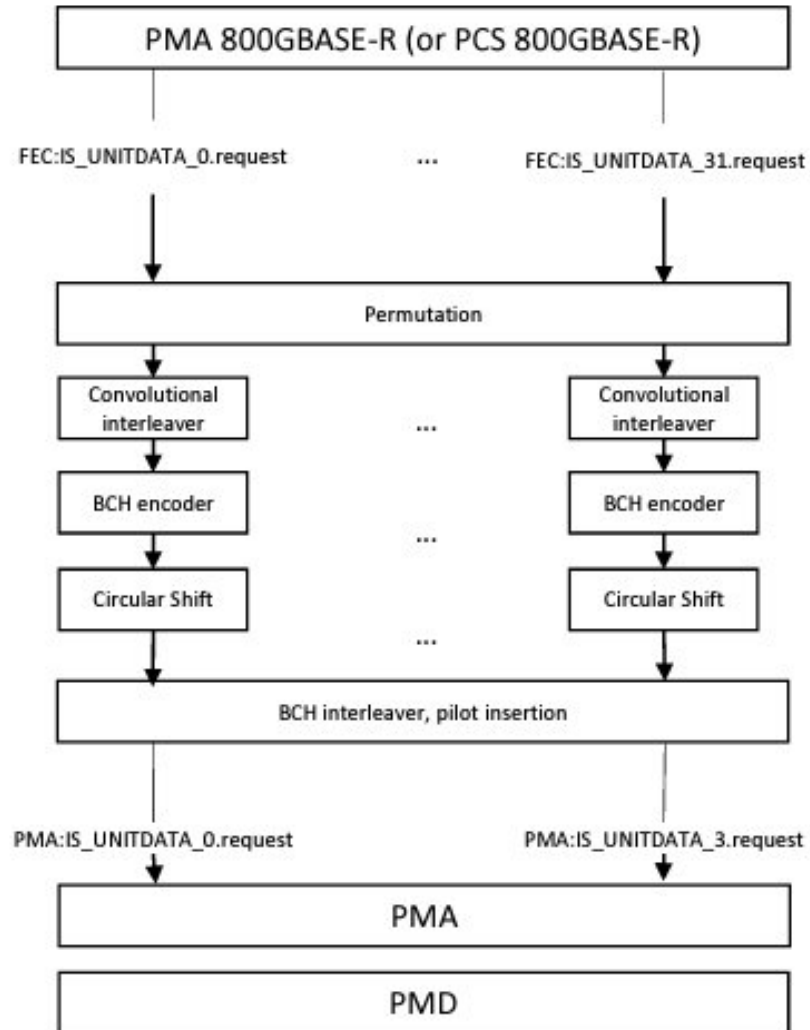 PMA 800GBASE-R (or PCS 800GBASE-R)
FEC:IS_UNITDATA_0.request
...
FEC:IS_UNITDATA_31.request
Permutation
Convolutional
interleaver
...
Convolutional
interleaver
BCH encoder
...
BCH encoder
Circular Shift
...
Circular Shift
BCH interleaver, pilot insertion
PMA:IS_UNITDATA_0.request
PMA:IS_UNITDATA_3.request
PMA
PMD